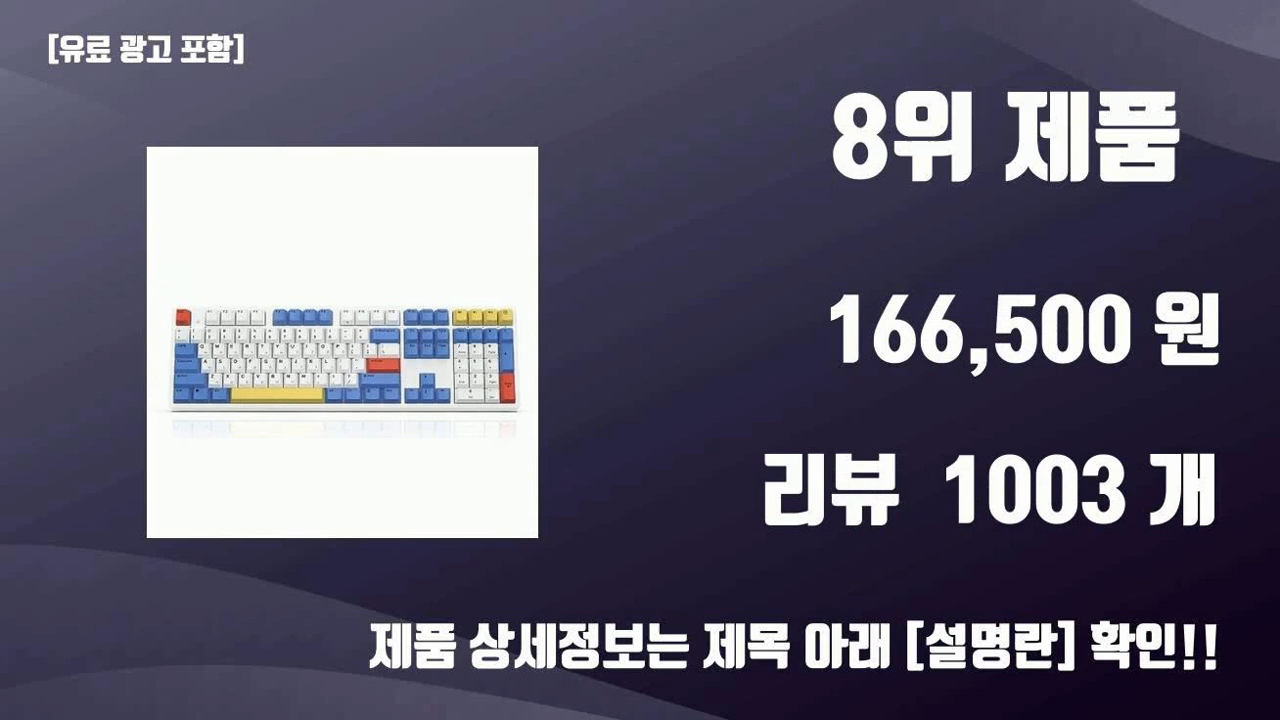 [유료 광고 포함]
8위 제품
166,500 원
리뷰 1003 개
제품 상세정보는 제목 아래 [설명란] 확인!!